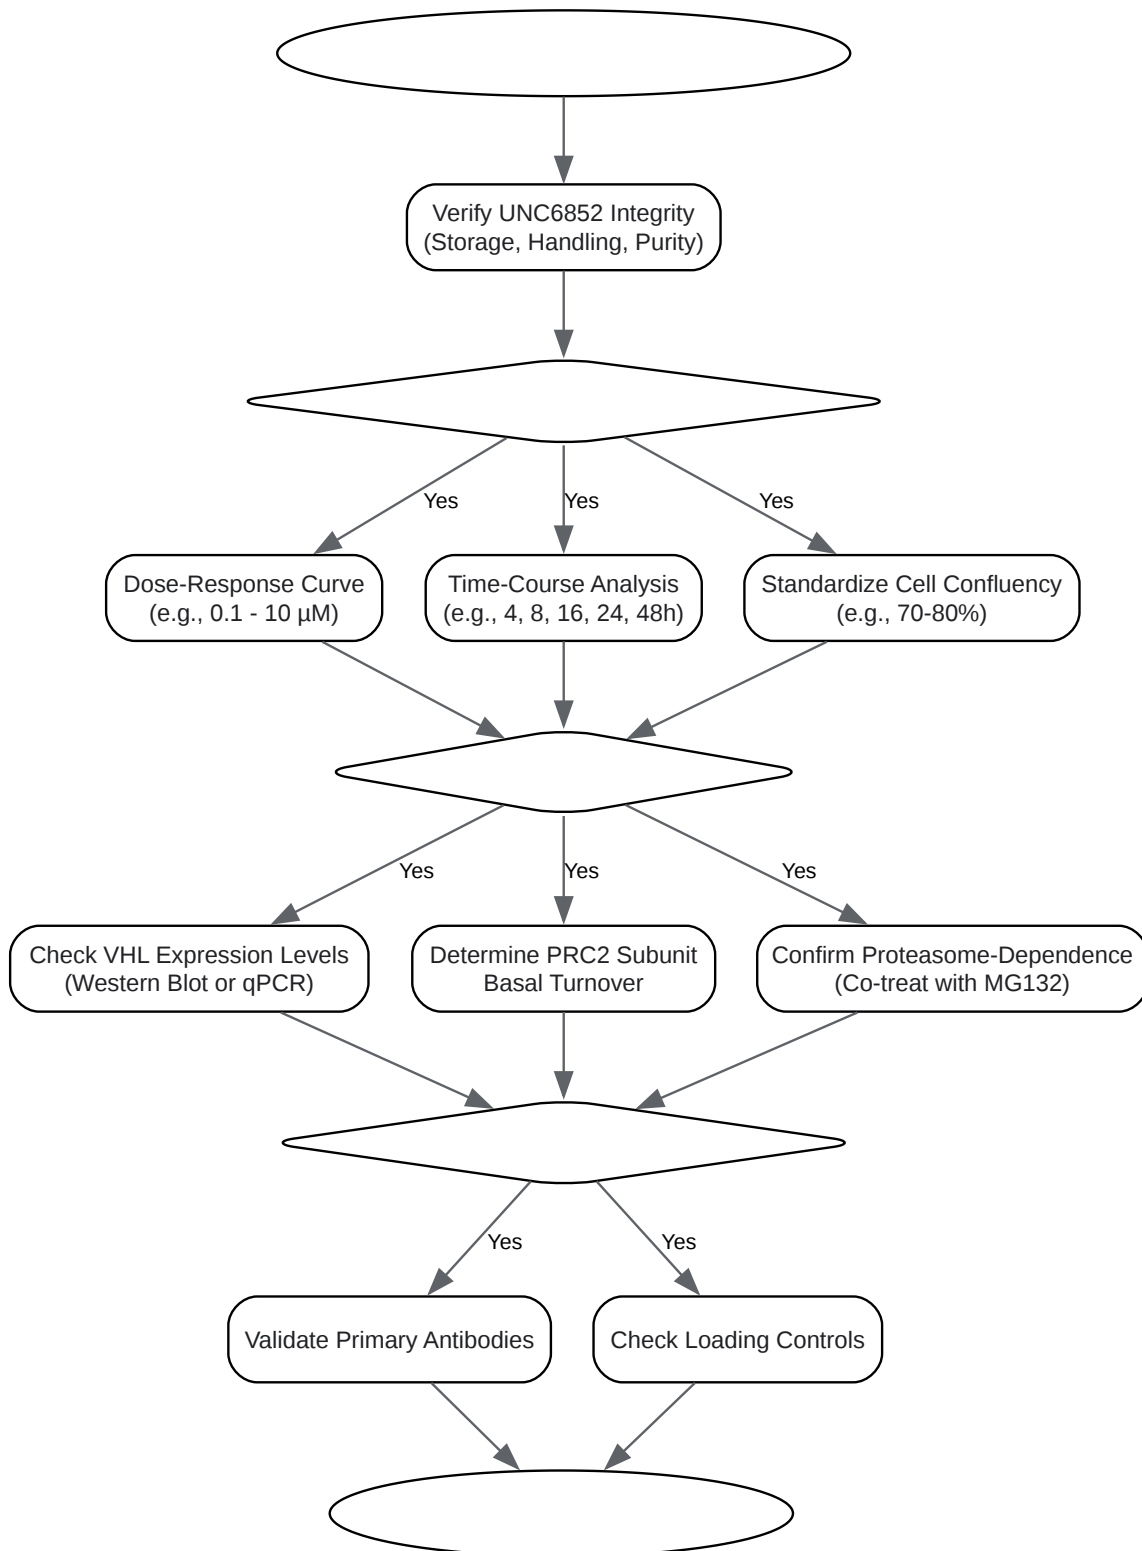 Verify UNC6852 Integrity
(Storage, Handling, Purity)
Yes
Yes
Yes
Dose-Response Curve
(e.g., 0.1 - 10 µM)
Time-Course Analysis
(e.g., 4, 8, 16, 24, 48h)
Standardize Cell Confluency
(e.g., 70-80%)
Yes
Yes
Yes
Check VHL Expression Levels
(Western Blot or qPCR)
Determine PRC2 Subunit
Basal Turnover
Confirm Proteasome-Dependence
(Co-treat with MG132)
Yes
Yes
Validate Primary Antibodies
Check Loading Controls